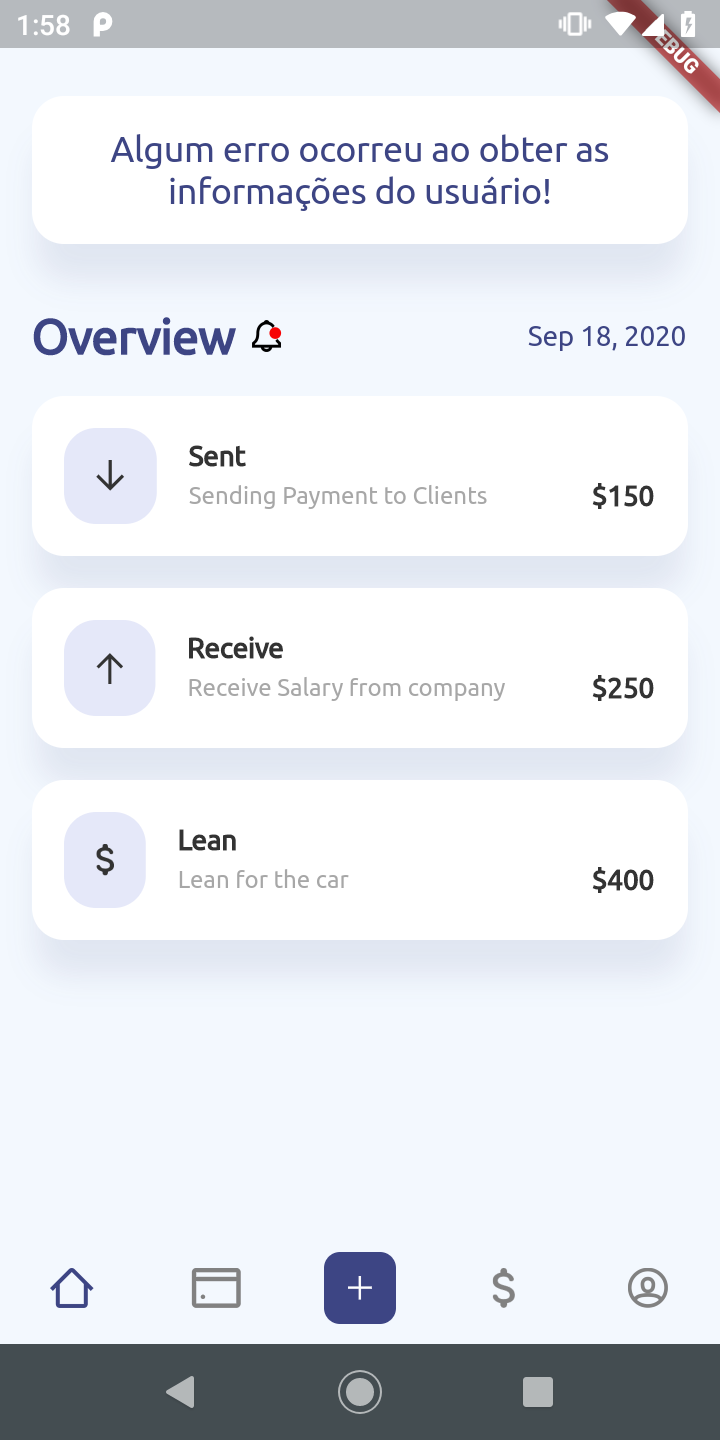 1:58
Algum erro ocorreu ao obter as
informações do usuário!
Overview
Sep 18, 2020
Sent
Sending Payment to Clients
$150
Receive
Receive Salary from company
$250
Lean
Lean for the car
$400